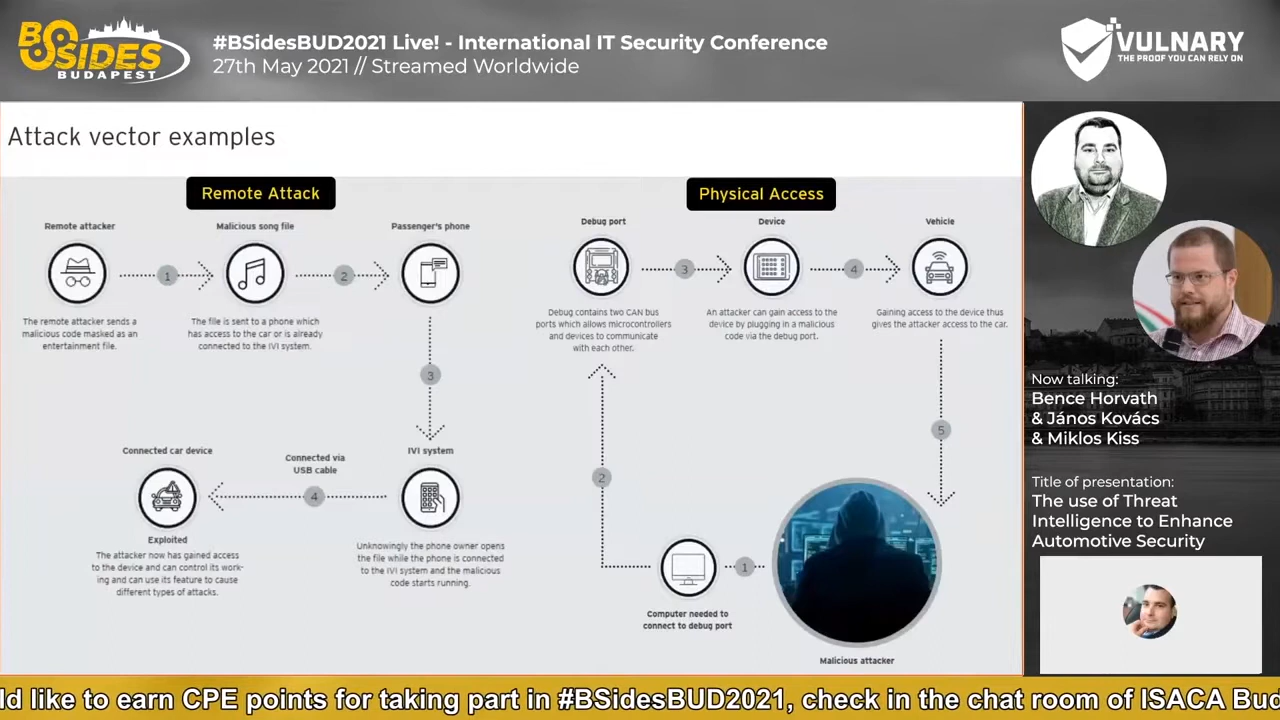 BSIDES
BUDAPEST
#BSidesBUD2021 Live! - International IT Security Conference
27th May 2021 // Streamed Worldwide
VULNARY
THE PROOF YOU CAN RELY ON
Attack vector examples
Remote Attack
Remote attacker
Malicious song file
Passenger's phone
1
2
The remote attacker sends a
malicious code masked as an
entertainment file.
The file is sent to a phone which
has access to the car or is already
connected to the IVI system.
3
Connected car device
Connected via
USB cable
IVI system
4
Exploited
The attacker now has gained access
to the device and can control its work-
ing and can use its feature to cause
different types of attacks.
Unknowingly the phone owner opens
the file while the phone is connected
to the IVI system and the malicious
code starts running.
Physical Access
Debug port
Device
Vehicle
3
4
Debug contains two CAN bus
ports which allows microcontrollers
and devices to communicate
with each other.
An attacker can gain access to the
device by plugging in a malicious
code via the debug port.
Gaining access to the device thus
gives the attacker access to the car.
5
2
1
Computer needed to
connect to debug port
Malicious attacker
Now talking:
Bence Horvath
& János Kovács
& Miklos Kiss
Title of presentation:
The use of Threat
Intelligence to Enhance
Automotive Security
ld like to earn CPE points for taking part in #BSidesBUD2021, check in the chat room of ISACA Bud